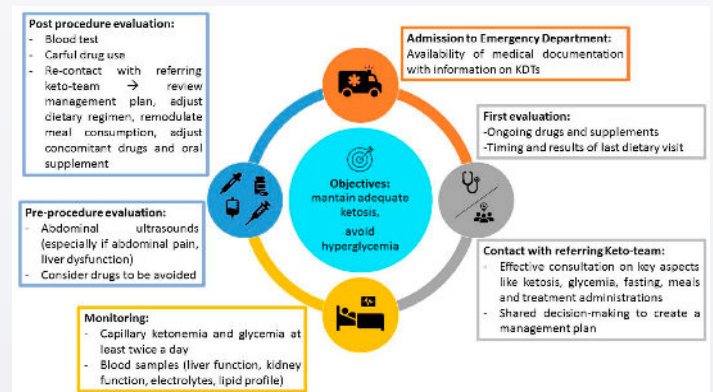 Post procedure evaluation:
- Blood test
- Carful drug use
- Re-contact with referring
keto-team → review
management plan, adjust
dietary regimen, remodulate
meal consumption, adjust
concomitant drugs and oral
supplement
Admission to Emergency Department:
Availability of medical documentation
with information on KDTs
First evaluation:
-Ongoing drugs and supplements
-Timing and results of last dietary visit
Objectives:
mantain adequate
ketosis,
avoid
hyperglycemia
Pre-procedure evaluation:
- Abdominal ultrasounds
(especially if abdominal pain,
liver dysfunction)
- Consider drugs to be avoided
Contact with referring Keto-team:
- Effective consultation on key aspects
like ketosis, glycemia, fasting, meals
and treatment administrations
- Shared decision-making to create a
management plan
Monitoring:
- Capillary ketonemia and glycemia at
least twice a day
- Blood samples (liver function, kidney
function, electrolytes, lipid profile)